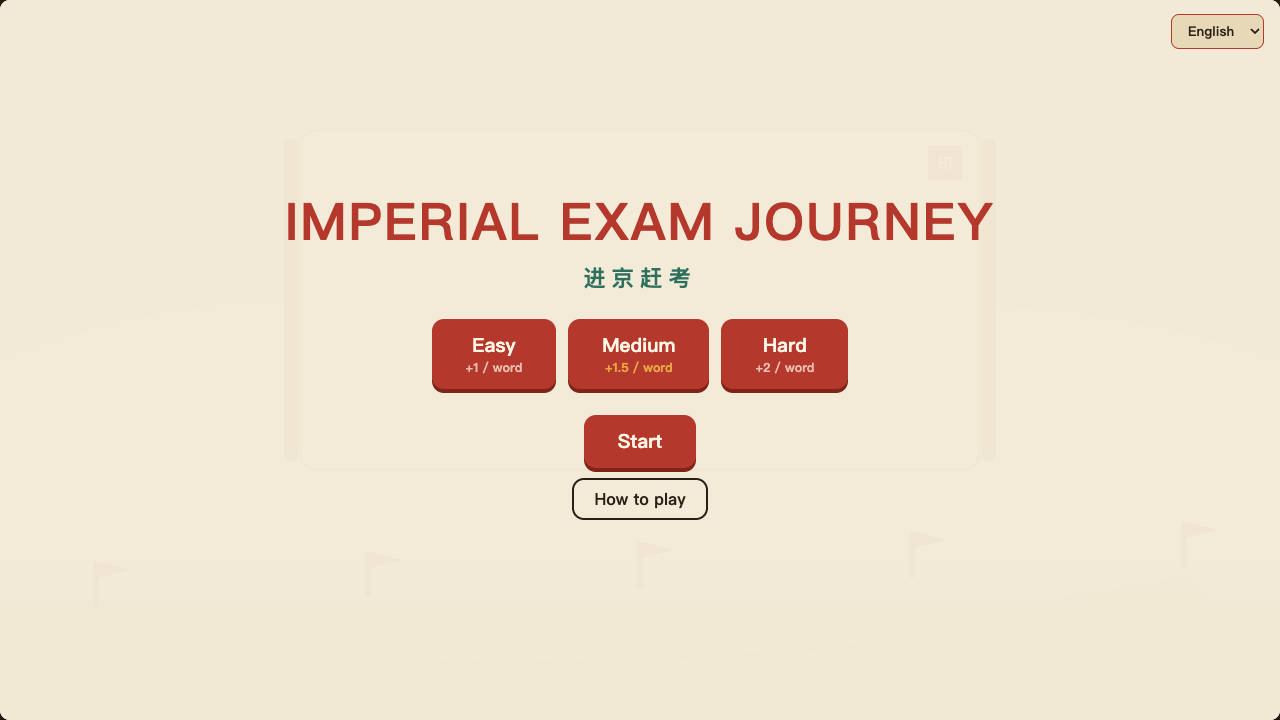 English
IMPERIAL EXAM JOURNEY
进京赶考
Easy
+1 / word
Medium
+1.5 / word
Hard
+2 / word
Start
How to play